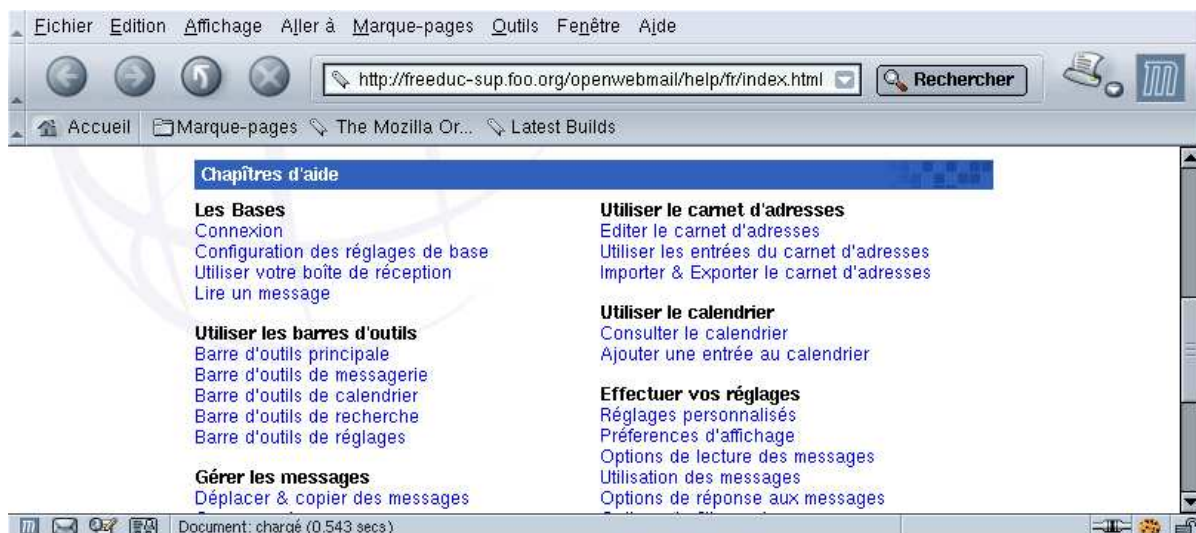 Fichier Edition Affichage Aller à Marque-pages Outils Fenêtre Aide
http://freeduc-sup.foo.org/openwebmail/help/fr/index.html Rechercher
Accueil Marque-pages The Mozilla Or... Latest Builds
Chapîtres d'aide
Les Bases
Connexion
Configuration des réglages de base
Utiliser votre boîte de réception
Lire un message
Utiliser les barres d'outils
Barre d'outils principale
Barre d'outils de messagerie
Barre d'outils de calendrier
Barre d'outils de recherche
Barre d'outils de réglages
Gérer les messages
Déplacer & copier des messages
Utiliser le carnet d'adresses
Editer le carnet d'adresses
Utiliser les entrées du carnet d'adresses
Importer & Exporter le carnet d'adresses
Utiliser le calendrier
Consulter le calendrier
Ajouter une entrée au calendrier
Effectuer vos réglages
Réglages personnalisés
Préferences d'affichage
Options de lecture des messages
Utilisation des messages
Options de réponse aux messages
Document: chargé (0.543 secs)